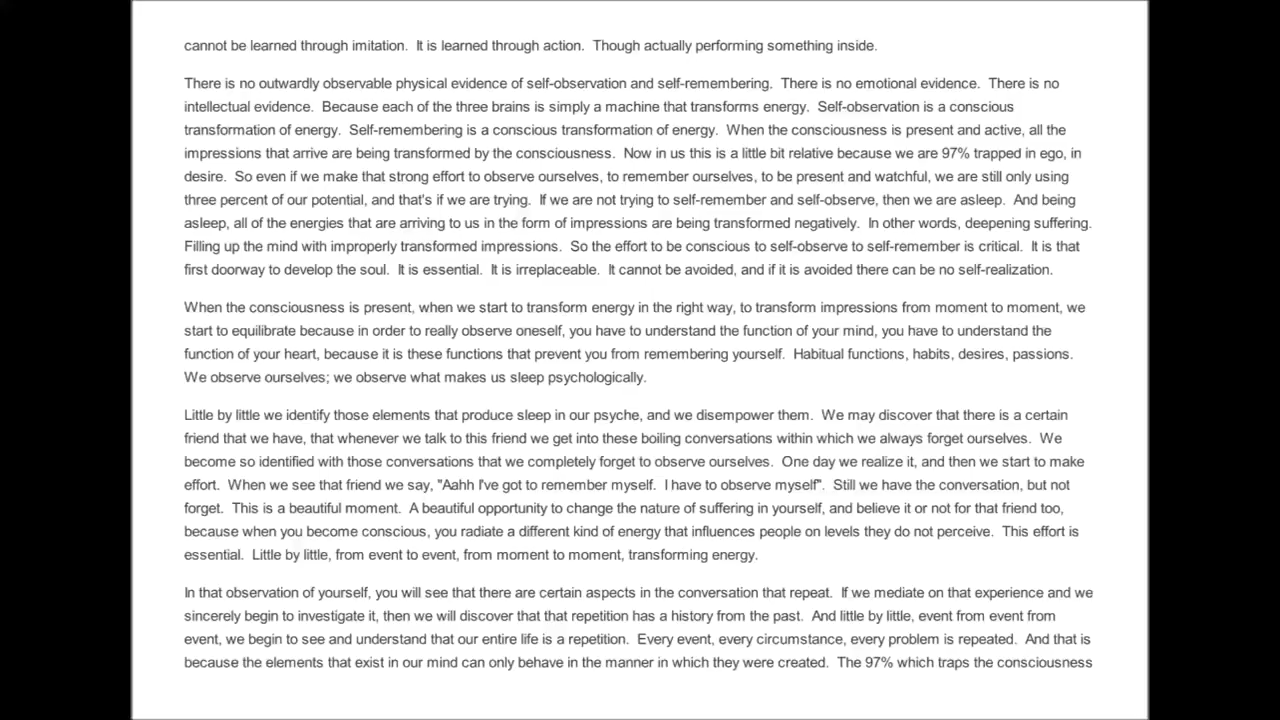 cannot be learned through imitation.  It is learned through action.  Though actually performing something inside.
There is no outwardly observable physical evidence of self-observation and self-remembering.  There is no emotional evidence.  There is no
intellectual evidence.  Because each of the three brains is simply a machine that transforms energy.  Self-observation is a conscious
transformation of energy.  Self-remembering is a conscious transformation of energy.  When the consciousness is present and active, all the
impressions that arrive are being transformed by the consciousness.  Now in us this is a little bit relative because we are 97% trapped in ego, in
desire.  So even if we make that strong effort to observe ourselves, to remember ourselves, to be present and watchful, we are still only using
three percent of our potential, and that's if we are trying.  If we are not trying to self-remember and self-observe, then we are asleep.  And being
asleep, all of the energies that are arriving to us in the form of impressions are being transformed negatively.  In other words, deepening suffering.
Filling up the mind with improperly transformed impressions.  So the effort to be conscious to self-observe to self-remember is critical.  It is that
first doorway to develop the soul.  It is essential.  It is irreplaceable.  It cannot be avoided, and if it is avoided there can be no self-realization.
When the consciousness is present, when we start to transform energy in the right way, to transform impressions from moment to moment, we
start to equilibrate because in order to really observe oneself, you have to understand the function of your mind, you have to understand the
function of your heart, because it is these functions that prevent you from remembering yourself.  Habitual functions, habits, desires, passions.
We observe ourselves; we observe what makes us sleep psychologically.
Little by little we identify those elements that produce sleep in our psyche, and we disempower them.  We may discover that there is a certain
friend that we have, that whenever we talk to this friend we get into these boiling conversations within which we always forget ourselves.  We
become so identified with those conversations that we completely forget to observe ourselves.  One day we realize it, and then we start to make
effort.  When we see that friend we say, "Aahh I've got to remember myself.  I have to observe myself".  Still we have the conversation, but not
forget.  This is a beautiful moment.  A beautiful opportunity to change the nature of suffering in yourself, and believe it or not for that friend too,
because when you become conscious, you radiate a different kind of energy that influences people on levels they do not perceive.  This effort is
essential.  Little by little, from event to event, from moment to moment, transforming energy.
In that observation of yourself, you will see that there are certain aspects in the conversation that repeat.  If we mediate on that experience and we
sincerely begin to investigate it, then we will discover that that repetition has a history from the past.  And little by little, event from event from
event, we begin to see and understand that our entire life is a repetition.  Every event, every circumstance, every problem is repeated.  And that is
because the elements that exist in our mind can only behave in the manner in which they were created.  The 97% which traps the consciousness